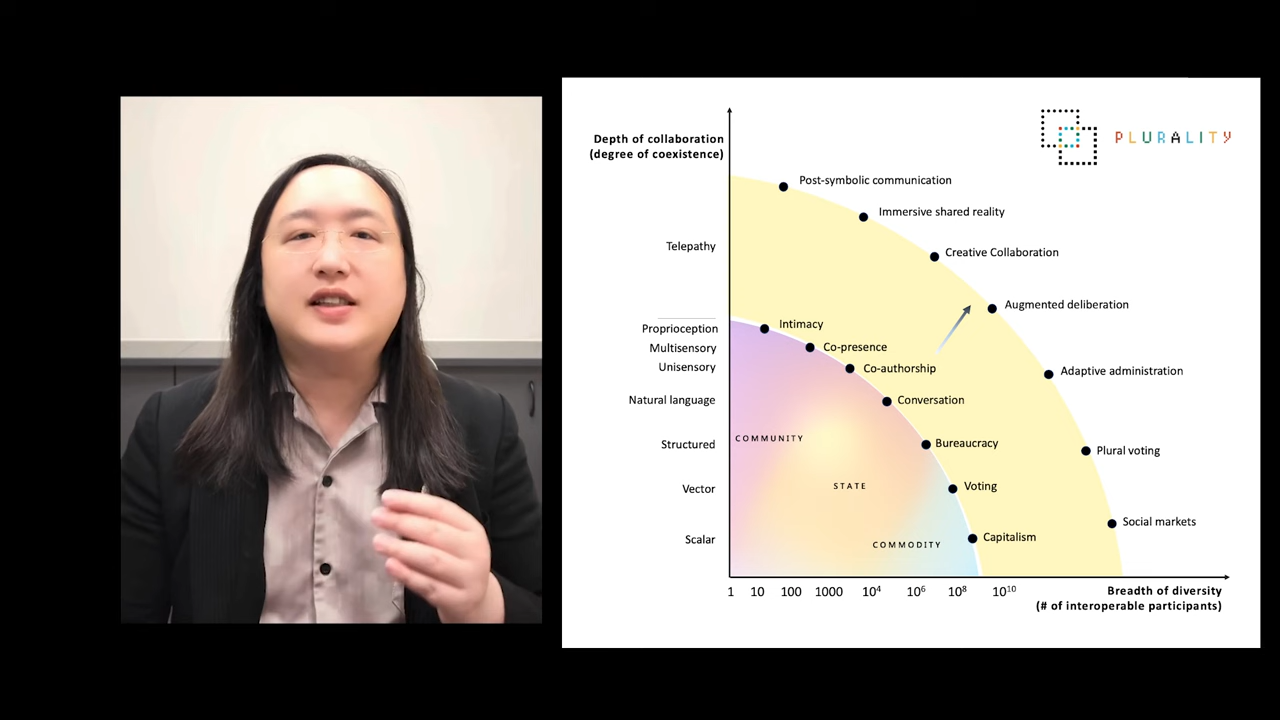 PLURALITY
Depth of collaboration
(degree of coexistence)
Post-symbolic communication
Immersive shared reality
Telepathy
Creative Collaboration
Augmented deliberation
Proprioception
Intimacy
Multisensory
Co-presence
Unisensory
Co-authorship
Adaptive administration
Natural language
Conversation
COMMUNITY
Structured
Bureaucracy
Plural voting
STATE
Vector
Voting
Social markets
Scalar
COMMODITY
Capitalism
1 10 100 1000 10⁴ 10⁶ 10⁸ 10¹⁰
Breadth of diversity
(# of interoperable participants)